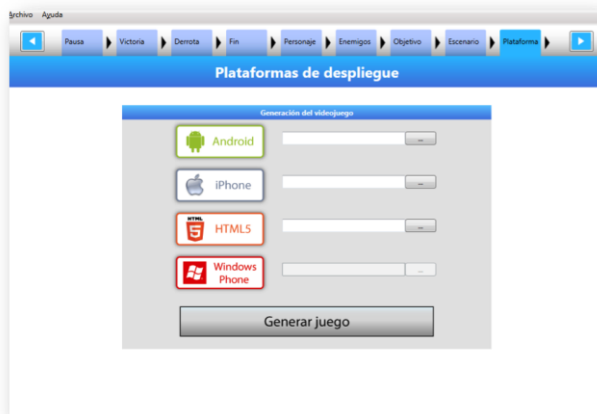 Archivo Ayuda
Pausa Victoria Derrota Fin Personaje Enemigos Objetivo Escenario Plataforma
Plataformas de despliegue
Generación del videojuego
Android ...
iPhone ...
HTML
5 HTML5 ...
Windows
Phone ...
Generar juego